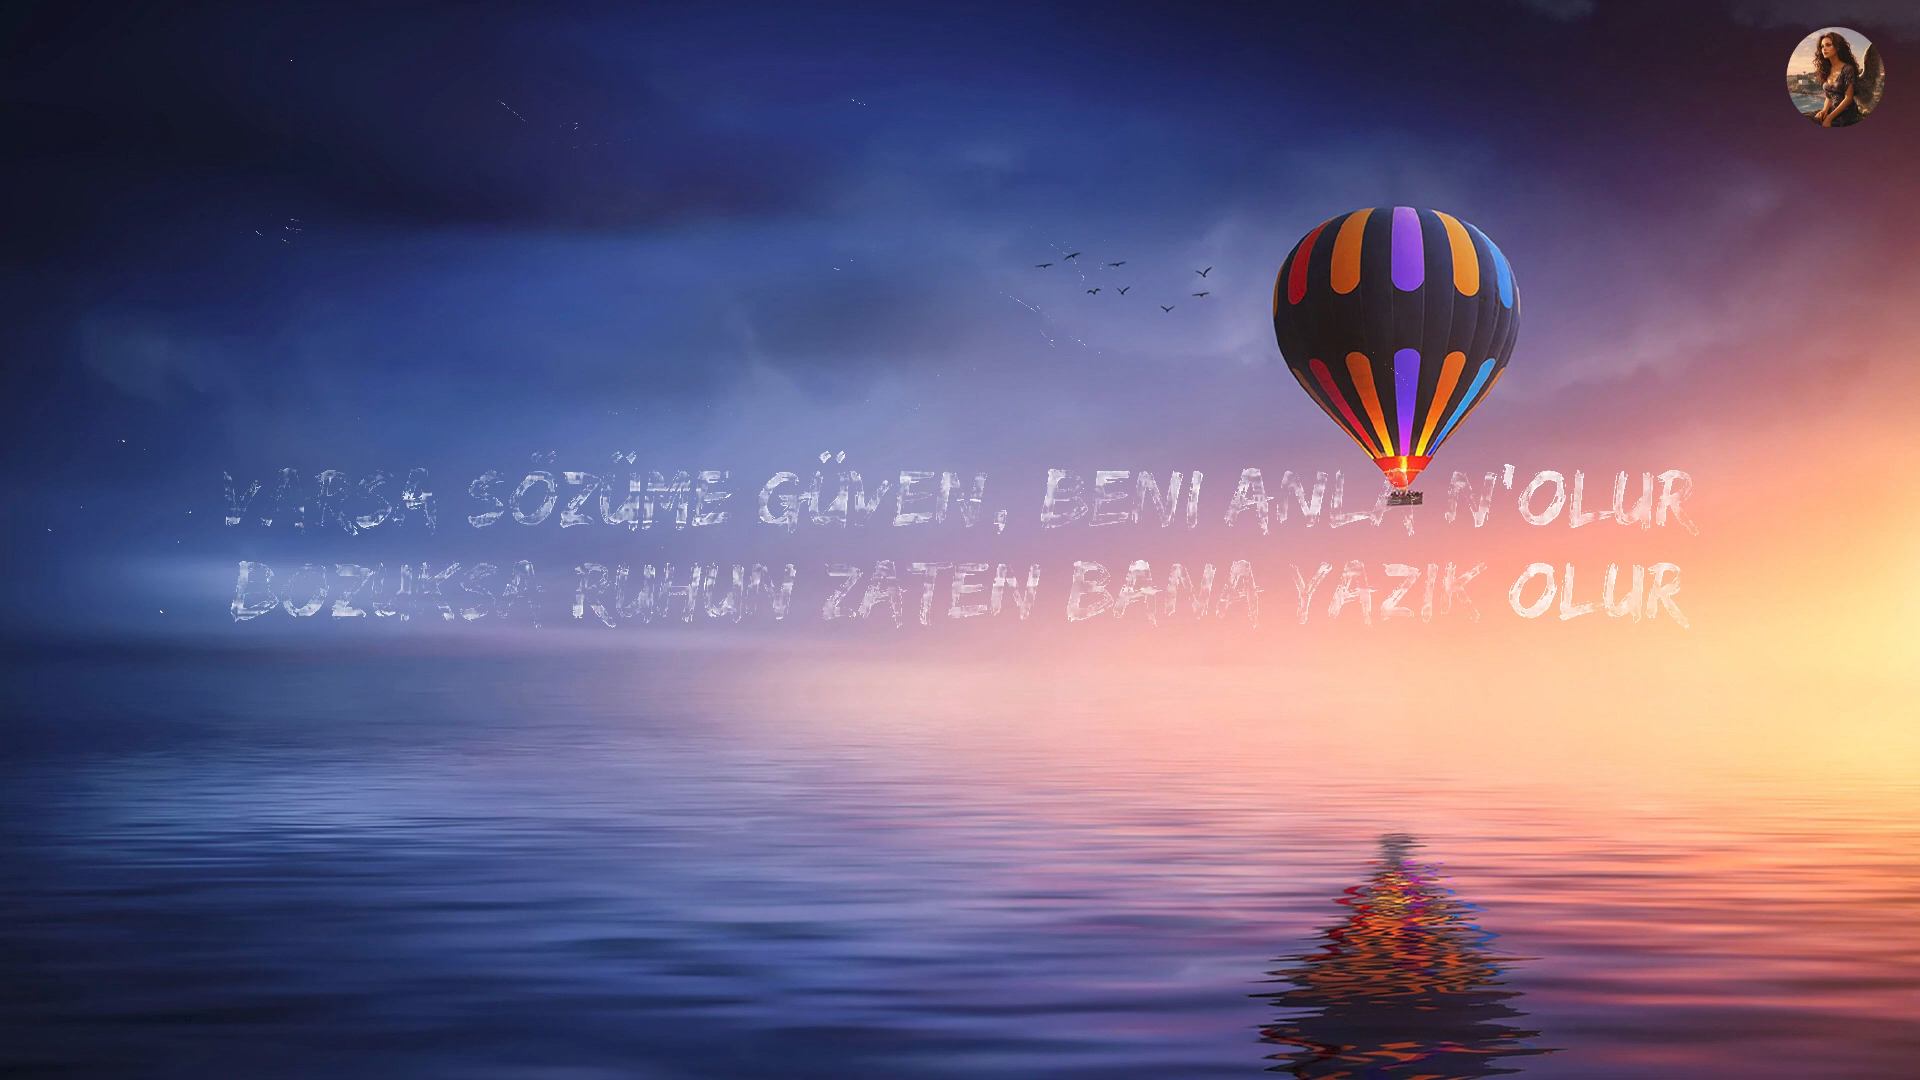 VARSA SÖZÜME GÜVEN, BENI ANLA N'OLUR
BOZUKSA RUHUN ZATEN BANA YAZIK OLUR